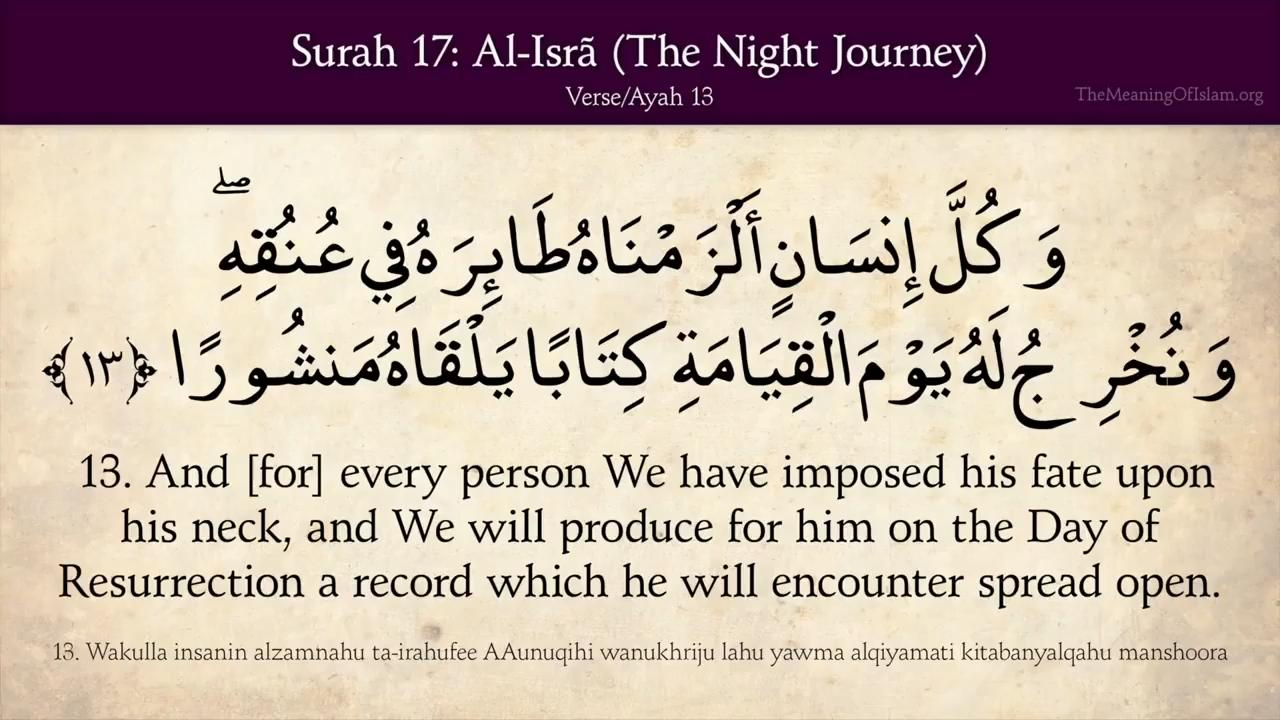 Surah 17: Al-Isrã (The Night Journey)
Verse/Ayah 13
TheMeaningOfIslam.org
وَكُلَّ إِنسَانٍ أَلْزَمْنَاهُ طَايِرَهُ فِي عُنُقِهِ ۖ
وَنُخْرِجُ لَهُ يَوْمَ الْقِيَامَةِ كِتَابًا يَلْقَاهُ مَنشُورًا ﴿١٣﴾
13. And [for] every person We have imposed his fate upon
his neck, and We will produce for him on the Day of
Resurrection a record which he will encounter spread open.
13. Wakulla insanin alzamnahu ta-irahufee AAunuqihi wanukhriju lahu yawma alqiyamati kitabanyalqahu manshoora